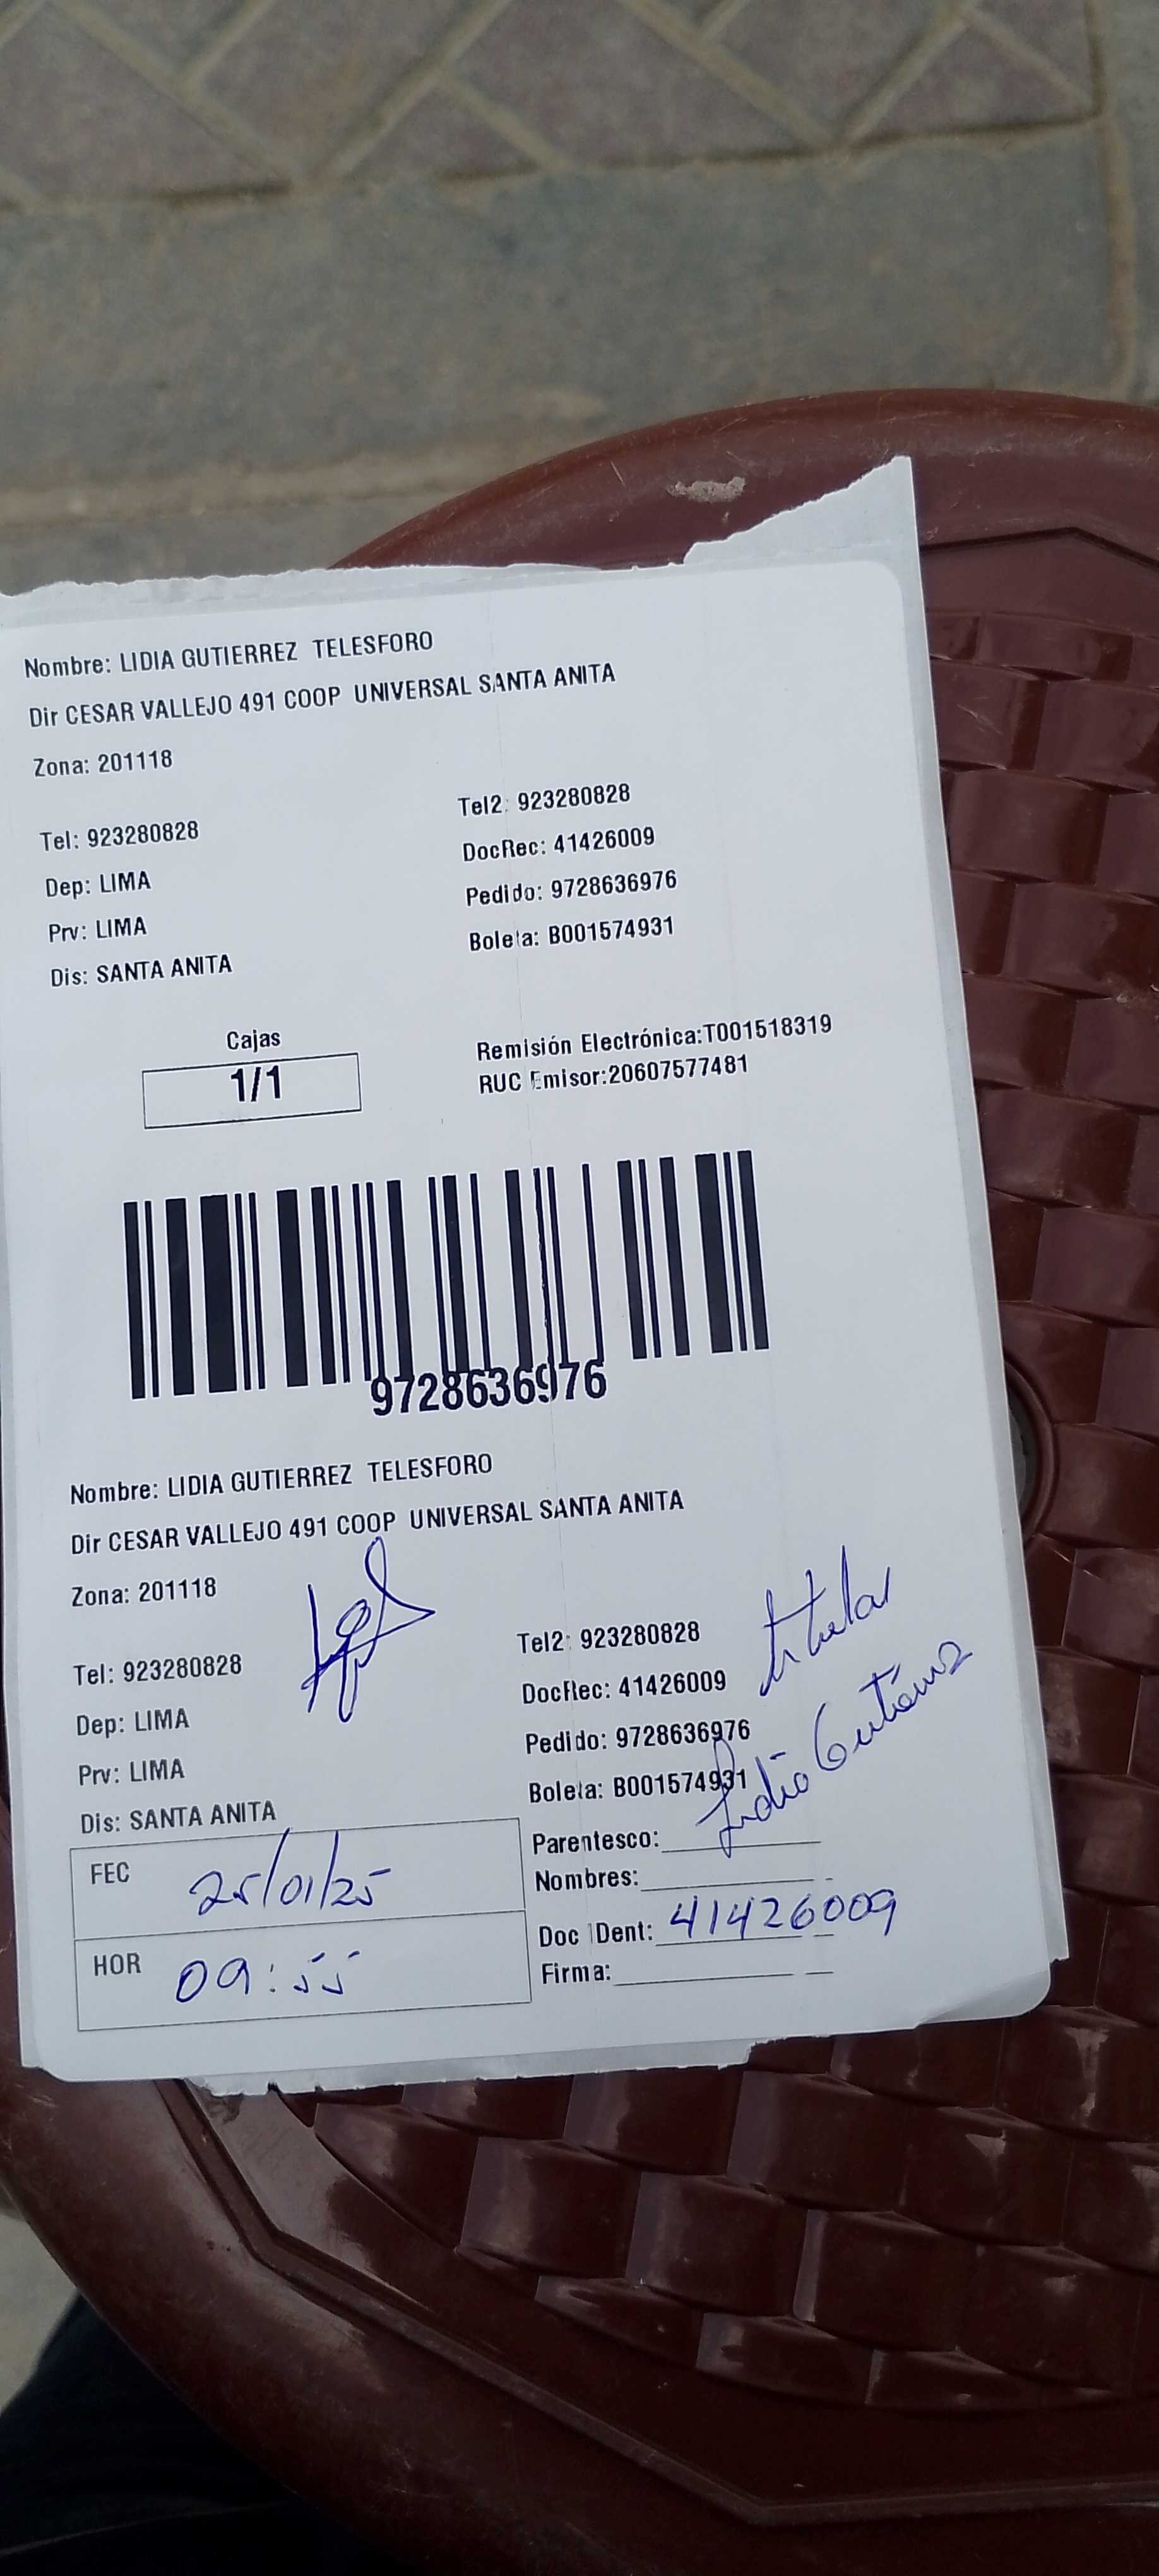 Nombre: LIDIA GUTIERREZ TELESFORO
Dir CESAR VALLEJO 491 COOP UNIVERSAL SANTA ANITA
Zona: 201118
Tel: 923280828
Dep: LIMA
Prv: LIMA
Dis: SANTA ANITA
Tel2: 923280828
DocRec: 41426009
Pedido: 9728636976
Boleta: B001574931
Cajas
1/1
Remisión Electrónica:T001518319
RUC Emisor:20607577481
9728636976
Nombre: LIDIA GUTIERREZ TELESFORO
Dir CESAR VALLEJO 491 COOP UNIVERSAL SANTA ANITA
Zona: 201118
Tel: 923280828
Dep: LIMA
Prv: LIMA
Dis: SANTA ANITA
Tel2: 923280828
DocRec: 41426009
Pedido: 9728636976
Boleta: B001574931
titular
Lidia Gutierrez
Parentesco:
Nombres:
Doc IDent: 41426009
Firma:
FEC 25/01/25
HOR 09:55